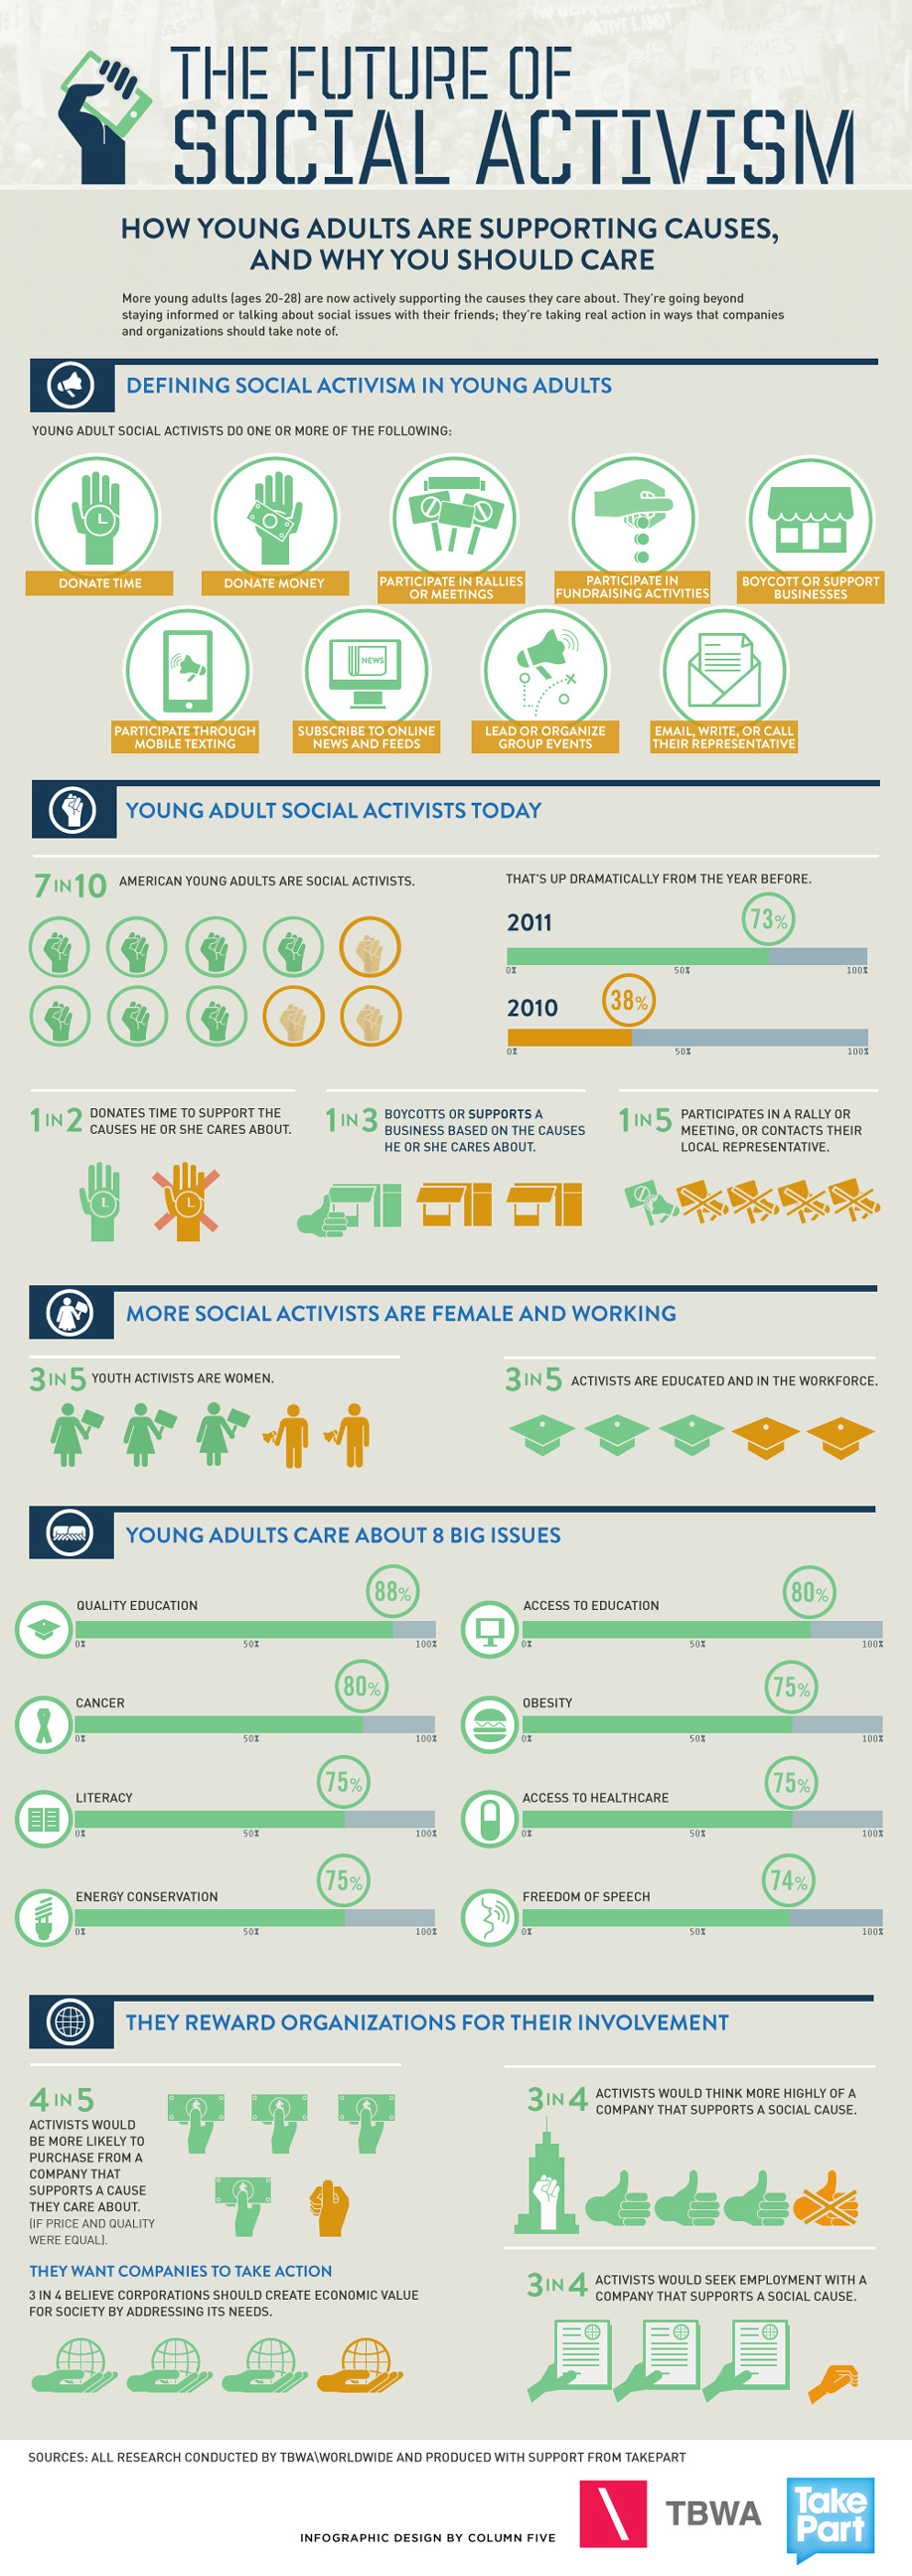 THE FUTURE OF
SOCIAL ACTIVISM
HOW YOUNG ADULTS ARE SUPPORTING CAUSES,
AND WHY YOU SHOULD CARE
More young adults (ages 20-28) are now actively supporting the causes they care about. They're going beyond
staying informed or talking about social issues with their friends; they're taking real action in ways that companies
and organizations should take note of.
DEFINING SOCIAL ACTIVISM IN YOUNG ADULTS
YOUNG ADULT SOCIAL ACTIVISTS DO ONE OR MORE OF THE FOLLOWING:
DONATE TIME
DONATE MONEY
PARTICIPATE IN RALLIES
OR MEETINGS
PARTICIPATE IN
FUNDRAISING ACTIVITIES
BOYCOTT OR SUPPORT
BUSINESSES
NEWS
PARTICIPATE THROUGH
MOBILE TEXTING
SUBSCRIBE TO ONLINE
NEWS AND FEEDS
LEAD OR ORGANIZE
GROUP EVENTS
EMAIL, WRITE, OR CALL
THEIR REPRESENTATIVE
YOUNG ADULT SOCIAL ACTIVISTS TODAY
7 IN 10 AMERICAN YOUNG ADULTS ARE SOCIAL ACTIVISTS.
THAT'S UP DRAMATICALLY FROM THE YEAR BEFORE.
2011
73%
0% 50% 100%
2010
38%
0% 50% 100%
1 IN 2 DONATES TIME TO SUPPORT THE
CAUSES HE OR SHE CARES ABOUT.
1 IN 3 BOYCOTTS OR SUPPORTS A
BUSINESS BASED ON THE CAUSES
HE OR SHE CARES ABOUT.
1 IN 5 PARTICIPATES IN A RALLY OR
MEETING, OR CONTACTS THEIR
LOCAL REPRESENTATIVE.
MORE SOCIAL ACTIVISTS ARE FEMALE AND WORKING
3 IN 5 YOUTH ACTIVISTS ARE WOMEN.
3 IN 5 ACTIVISTS ARE EDUCATED AND IN THE WORKFORCE.
YOUNG ADULTS CARE ABOUT 8 BIG ISSUES
QUALITY EDUCATION
88%
0% 50% 100%
ACCESS TO EDUCATION
80%
0% 50% 100%
CANCER
80%
0% 50% 100%
OBESITY
75%
0% 50% 100%
LITERACY
75%
0% 50% 100%
ACCESS TO HEALTHCARE
75%
0% 50% 100%
ENERGY CONSERVATION
75%
0% 50% 100%
FREEDOM OF SPEECH
74%
0% 50% 100%
THEY REWARD ORGANIZATIONS FOR THEIR INVOLVEMENT
4 IN 5
ACTIVISTS WOULD
BE MORE LIKELY TO
PURCHASE FROM A
COMPANY THAT
SUPPORTS A CAUSE
THEY CARE ABOUT.
(IF PRICE AND QUALITY
WERE EQUAL).
3 IN 4 ACTIVISTS WOULD THINK MORE HIGHLY OF A
COMPANY THAT SUPPORTS A SOCIAL CAUSE.
THEY WANT COMPANIES TO TAKE ACTION
3 IN 4 BELIEVE CORPORATIONS SHOULD CREATE ECONOMIC VALUE
FOR SOCIETY BY ADDRESSING ITS NEEDS.
3 IN 4 ACTIVISTS WOULD SEEK EMPLOYMENT WITH A
COMPANY THAT SUPPORTS A SOCIAL CAUSE.
SOURCES: ALL RESEARCH CONDUCTED BY TBWA\WORLDWIDE AND PRODUCED WITH SUPPORT FROM TAKEPART
INFOGRAPHIC DESIGN BY COLUMN FIVE
\ TBWA
Take
Part